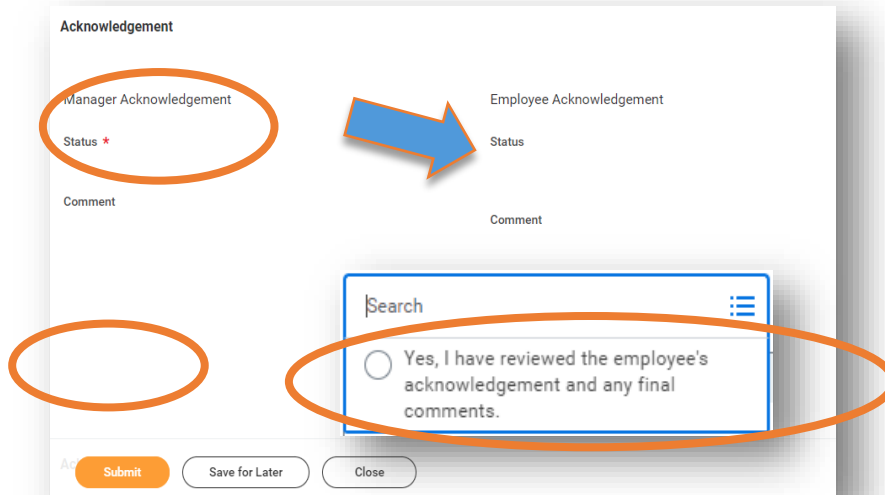 Acknowledgement
Manager Acknowledgement
Status *
Comment
Employee Acknowledgement
Status
Comment
Search
Yes, I have reviewed the employee's
acknowledgement and any final
comments.
Submit
Save for Later
Close